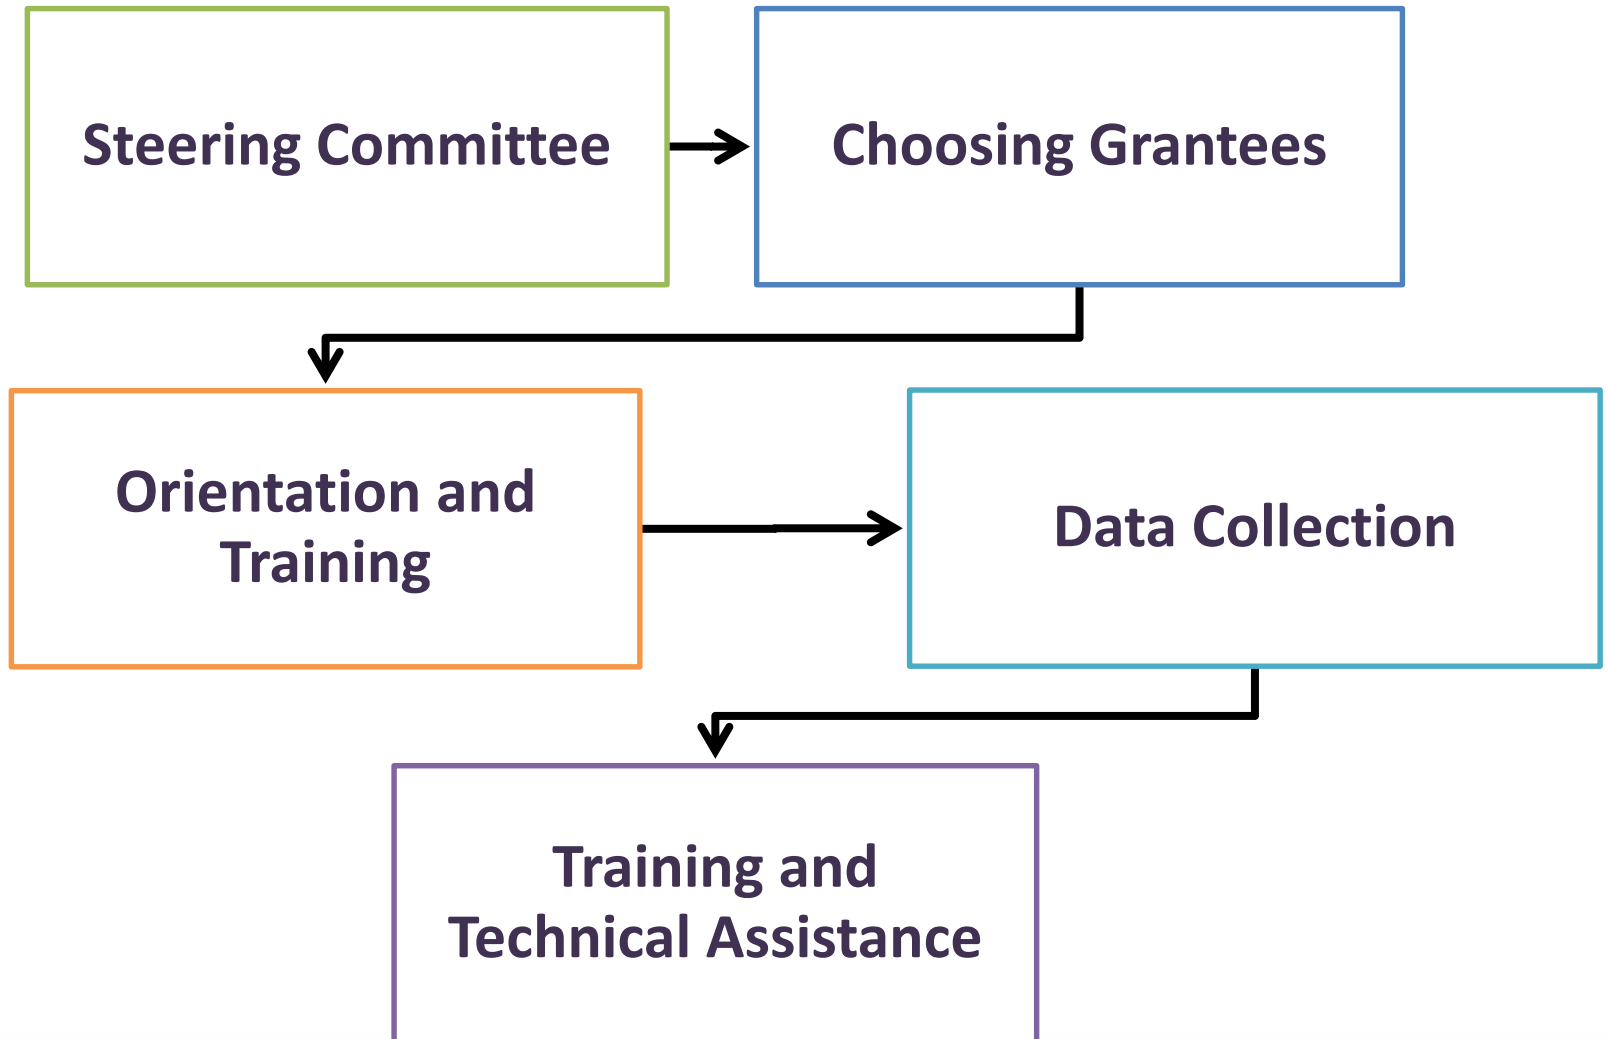 Steering Committee
Choosing Grantees
Orientation and
Training
Data Collection
Training and
Technical Assistance